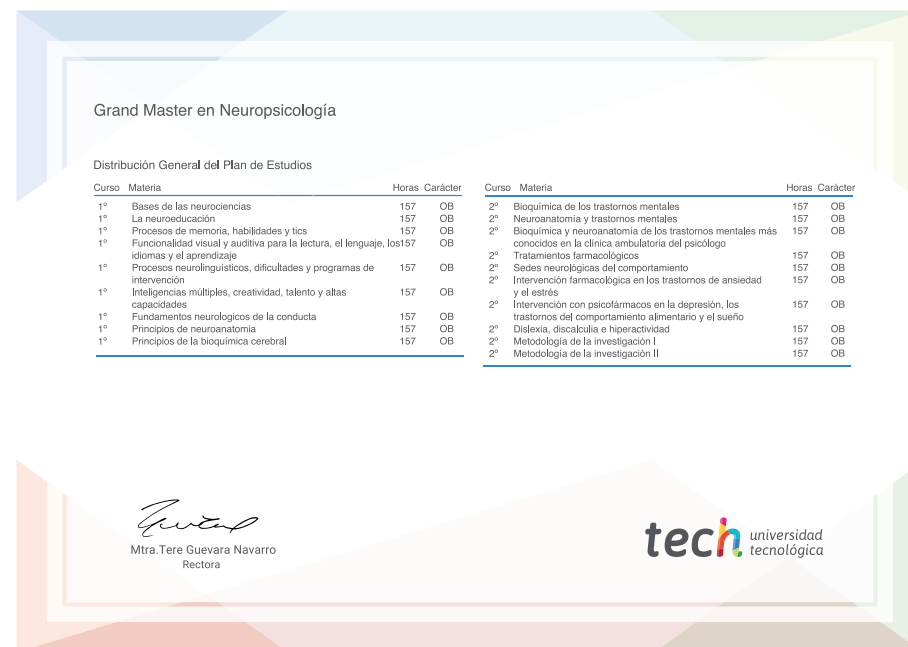 Grand Master en Neuropsicología
Distribución General del Plan de Estudios
Curso Materia Horas Carácter
1º Bases de las neurociencias 157 OB
1º La neuroeducación 157 OB
1º Procesos de memoria, habilidades y tics 157 OB
1º Funcionalidad visual y auditiva para la lectura, el lenguaje, los 157 OB
idiomas y el aprendizaje
1º Procesos neurolinguísticos, dificultades y programas de 157 OB
intervención
1º Inteligencias múltiples, creatividad, talento y altas 157 OB
capacidades
1º Fundamentos neurologicos de la conducta 157 OB
1º Principios de neuroanatomia 157 OB
1º Principios de la bioquímica cerebral 157 OB
Curso Materia Horas Carácter
2º Bioquímica de los trastornos mentales 157 OB
2º Neuroanatomía y trastornos mentales 157 OB
2º Bioquímica y neuroanatomía de los trastornos mentales más 157 OB
conocidos en la clínica ambulatoria del psicólogo
2º Tratamientos farmacológicos 157 OB
2º Sedes neurológicas del comportamiento 157 OB
2º Intervención farmacológica en los trastornos de ansiedad 157 OB
y el estrés
2º Intervención con psicofármacos en la depresión, los 157 OB
trastornos del comportamiento alimentario y el sueño
2º Dislexia, discalculia e hiperactividad 157 OB
2º Metodología de la investigación I 157 OB
2º Metodología de la investigación II 157 OB
Mtra.Tere Guevara Navarro
Rectora
tech universidad
tecnológica